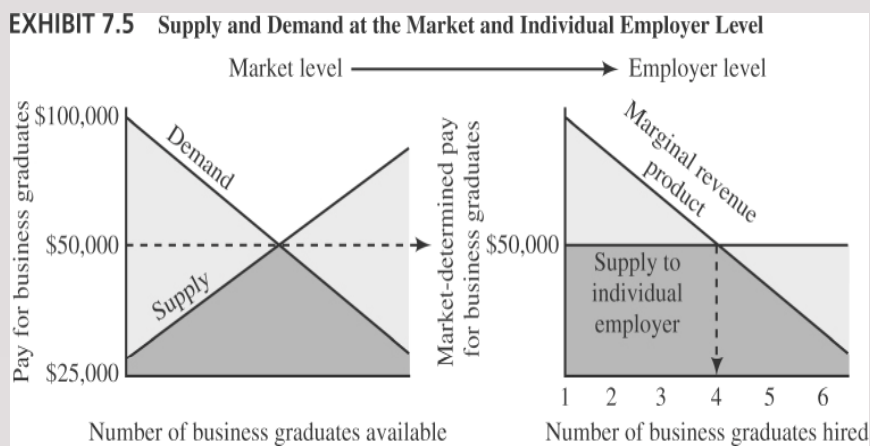 EXHIBIT 7.5 Supply and Demand at the Market and Individual Employer Level
Market level
Employer level
Pay for business graduates
$100,000
$50,000
$25,000
Demand
Supply
Number of business graduates available
Market-determined pay
for business graduates
$50,000
Marginal revenue
product
Supply to
individual
employer
1 2 3 4 5 6
Number of business graduates hired